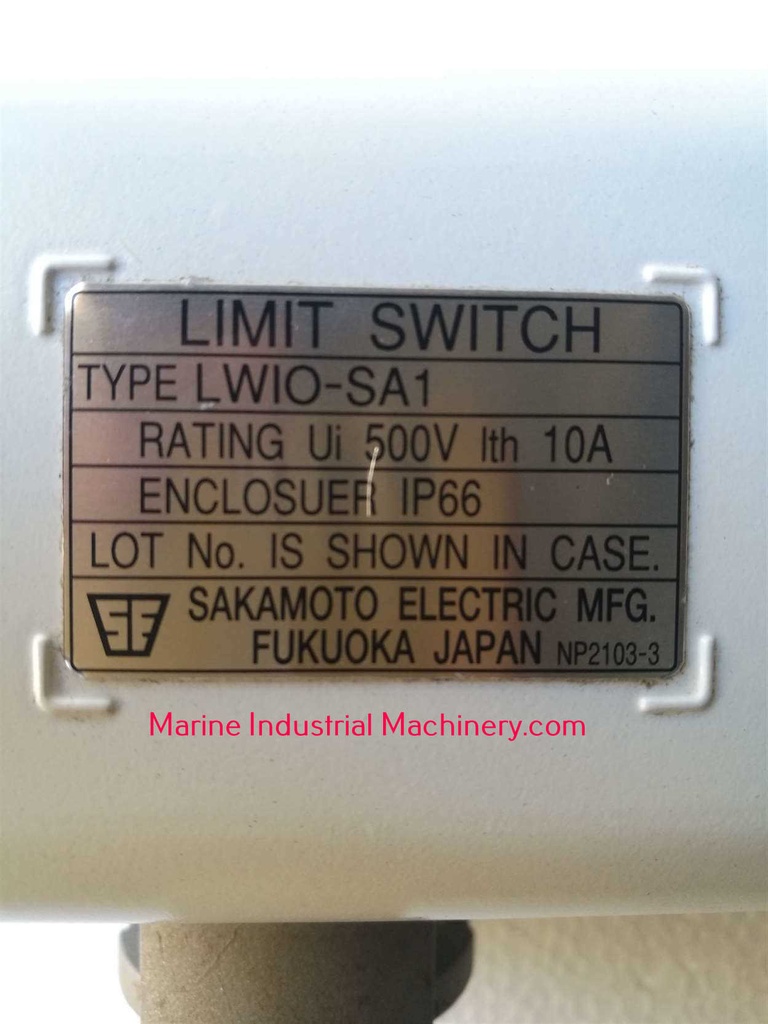 LIMIT SWITCH
TYPE LWIO-SA1
RATING Ui 500V Ith 10A
ENCLOSUER IP66
LOT No. IS SHOWN IN CASE.
SE SAKAMOTO ELECTRIC MFG.
FUKUOKA JAPAN NP2103-3
Marine Industrial Machinery.com